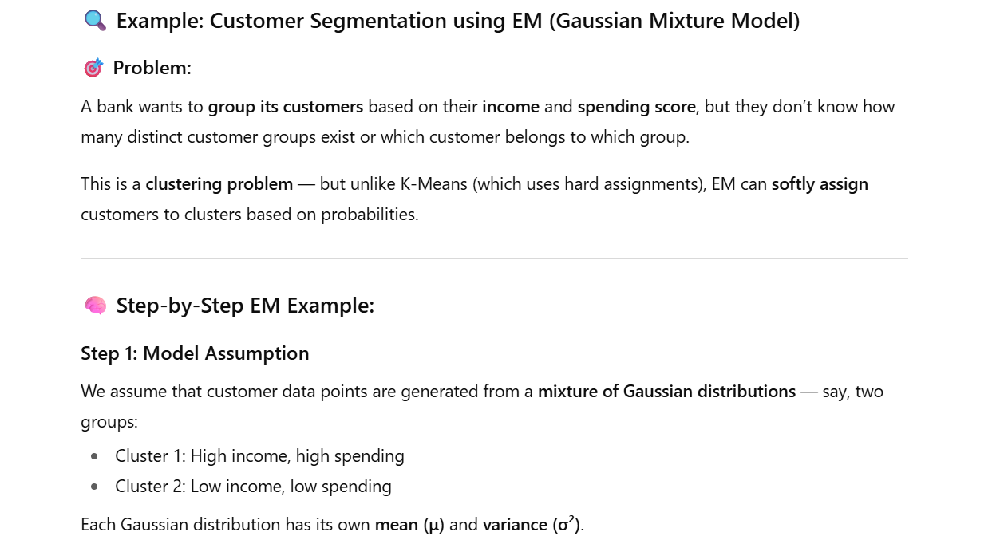 🔍 Example: Customer Segmentation using EM (Gaussian Mixture Model)
🎯 Problem:
A bank wants to group its customers based on their income and spending score, but they don’t know how
many distinct customer groups exist or which customer belongs to which group.
This is a clustering problem — but unlike K-Means (which uses hard assignments), EM can softly assign
customers to clusters based on probabilities.
🧠 Step-by-Step EM Example:
Step 1: Model Assumption
We assume that customer data points are generated from a mixture of Gaussian distributions — say, two
groups:
• Cluster 1: High income, high spending
• Cluster 2: Low income, low spending
Each Gaussian distribution has its own mean (μ) and variance (σ²).